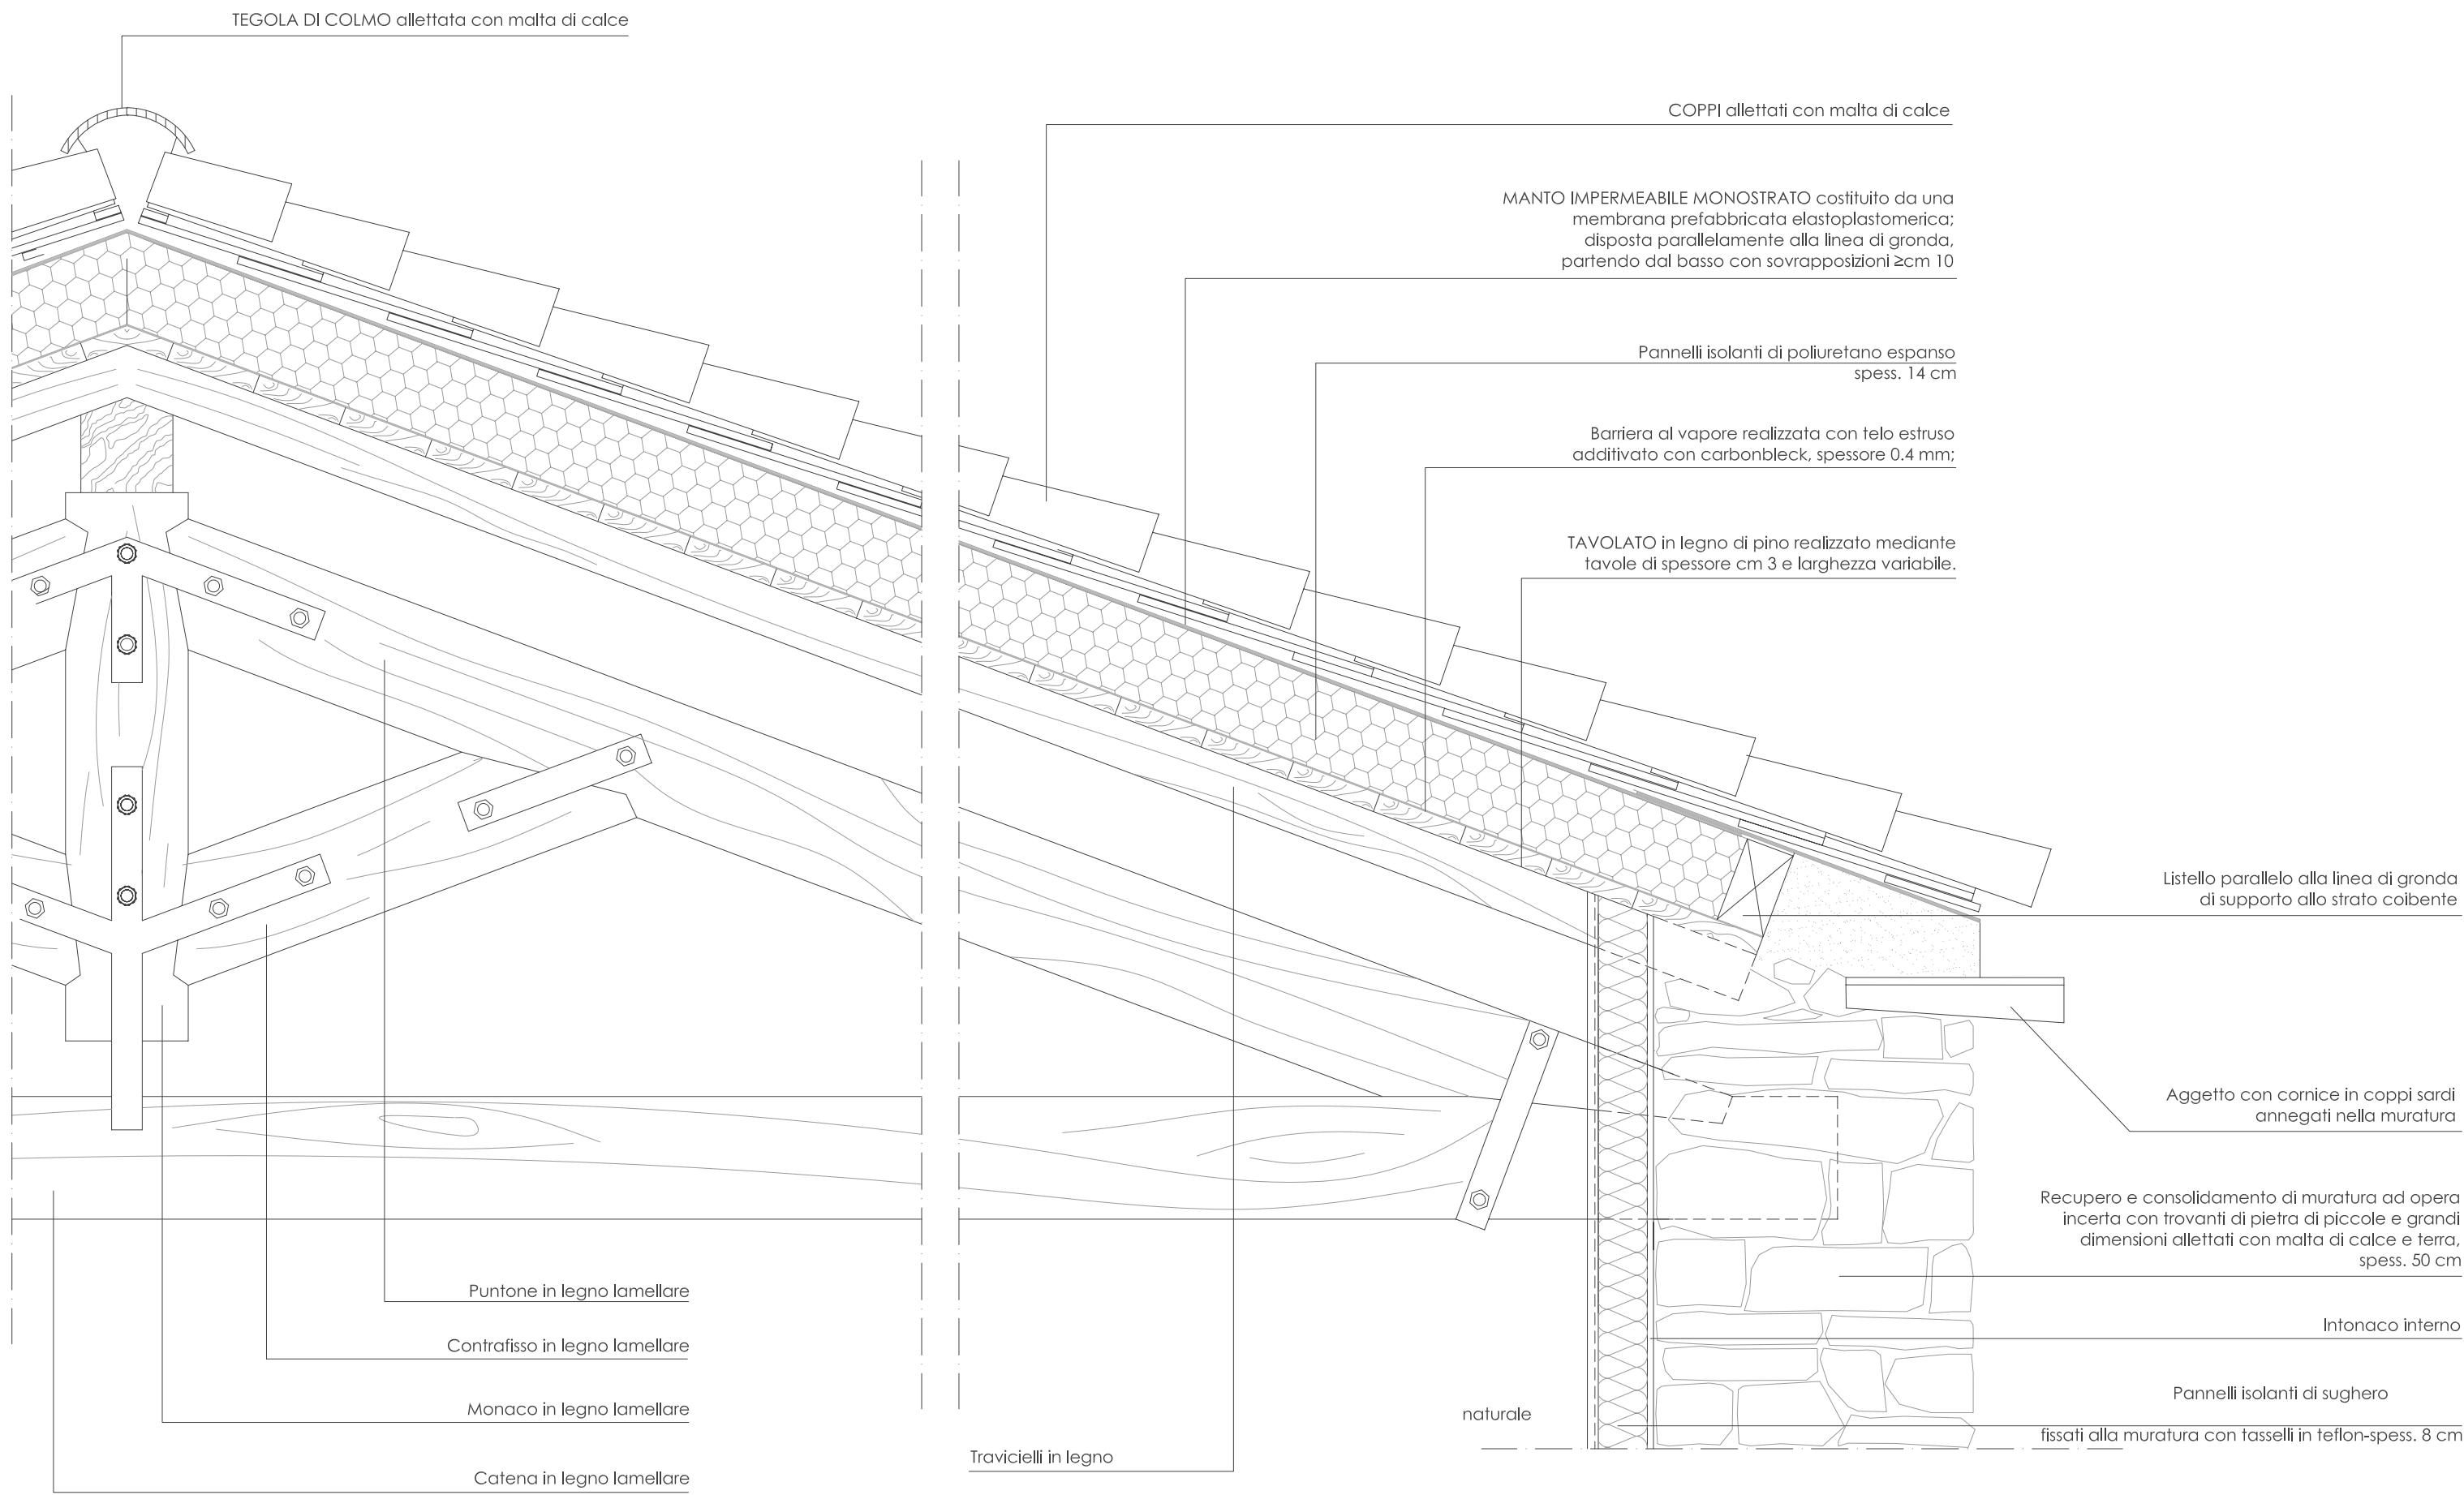 TEGOLA DI COLMO allettata con malta di calce
COPPI allettati con malta di calce
MANTO IMPERMEABILE MONOSTRATO costituito da una
membrana prefabbricata elastoplastomerica;
disposta parallelamente alla linea di gronda,
partendo dal basso con sovrapposizioni ≥cm 10
Pannelli isolanti di poliuretano espanso
spess. 14 cm
Barriera al vapore realizzata con telo estruso
additivato con carbonbleck, spessore 0.4 mm;
TAVOLATO in legno di pino realizzato mediante
tavole di spessore cm 3 e larghezza variabile.
Listello parallelo alla linea di gronda
di supporto allo strato coibente
Aggetto con cornice in coppi sardi
annegati nella muratura
Recupero e consolidamento di muratura ad opera
incerta con trovanti di pietra di piccole e grandi
dimensioni allettati con malta di calce e terra,
spess. 50 cm
Intonaco interno
Pannelli isolanti di sughero
naturale
fissati alla muratura con tasselli in teflon-spess. 8 cm
Puntone in legno lamellare
Contrafisso in legno lamellare
Monaco in legno lamellare
Catena in legno lamellare
Travicielli in legno